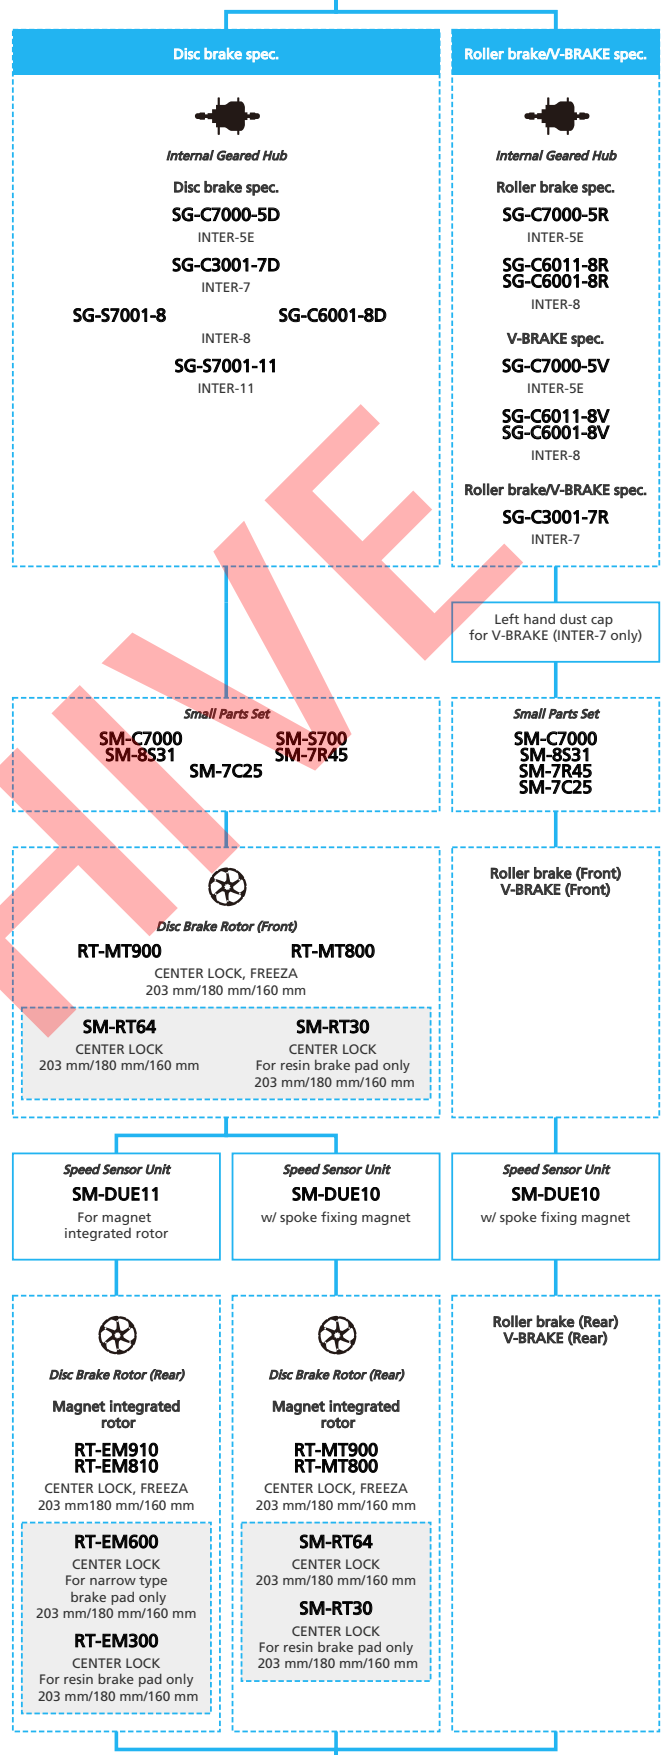 Disc brake spec.
Internal Geared Hub
Disc brake spec.
SG-C7000-5D
INTER-5E
SG-C3001-7D
INTER-7
SG-S7001-8 SG-C6001-8D
INTER-8
SG-S7001-11
INTER-11
Roller brake/V-BRAKE spec.
Internal Geared Hub
Roller brake spec.
SG-C7000-5R
INTER-5E
SG-C6011-8R
SG-C6001-8R
INTER-8
V-BRAKE spec.
SG-C7000-5V
INTER-5E
SG-C6011-8V
SG-C6001-8V
INTER-8
Roller brake/V-BRAKE spec.
SG-C3001-7R
INTER-7
Left hand dust cap
for V-BRAKE (INTER-7 only)
Small Parts Set
SM-C7000 SM-S700
SM-8S31 SM-7R45
SM-7C25
Small Parts Set
SM-C7000
SM-8S31
SM-7R45
SM-7C25
Disc Brake Rotor (Front)
RT-MT900 RT-MT800
CENTER LOCK, FREEZA
203 mm/180 mm/160 mm
SM-RT64
CENTER LOCK
203 mm/180 mm/160 mm
SM-RT30
CENTER LOCK
For resin brake pad only
203 mm/180 mm/160 mm
Roller brake (Front)
V-BRAKE (Front)
Speed Sensor Unit
SM-DUE11
For magnet
integrated rotor
Speed Sensor Unit
SM-DUE10
w/ spoke fixing magnet
Speed Sensor Unit
SM-DUE10
w/ spoke fixing magnet
Disc Brake Rotor (Rear)
Magnet integrated
rotor
RT-EM910
RT-EM810
CENTER LOCK, FREEZA
203 mm180 mm/160 mm
RT-EM600
CENTER LOCK
For narrow type
brake pad only
203 mm/180 mm/160 mm
RT-EM300
CENTER LOCK
For resin brake pad only
203 mm/180 mm/160 mm
Disc Brake Rotor (Rear)
Magnet integrated
rotor
RT-MT900
RT-MT800
CENTER LOCK, FREEZA
203 mm/180 mm/160 mm
SM-RT64
CENTER LOCK
203 mm/180 mm/160 mm
SM-RT30
CENTER LOCK
For resin brake pad only
203 mm/180 mm/160 mm
Roller brake (Rear)
V-BRAKE (Rear)
HIVE